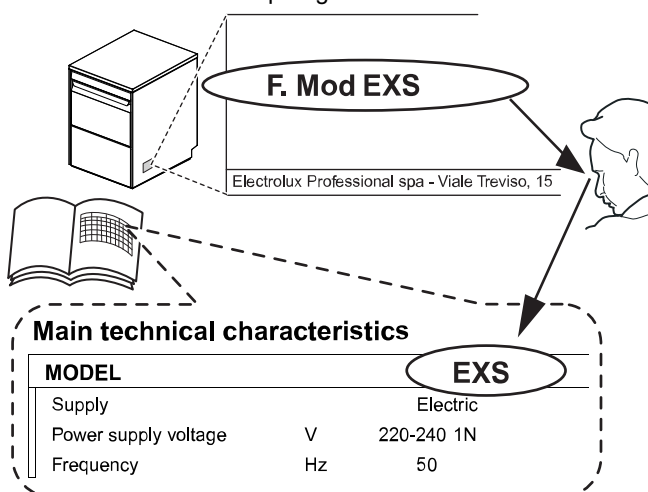 F. Mod EXS
Electrolux Professional spa - Viale Treviso, 15
Main technical characteristics
MODEL EXS
Supply Electric
Power supply voltage V 220-240 1N
Frequency Hz 50